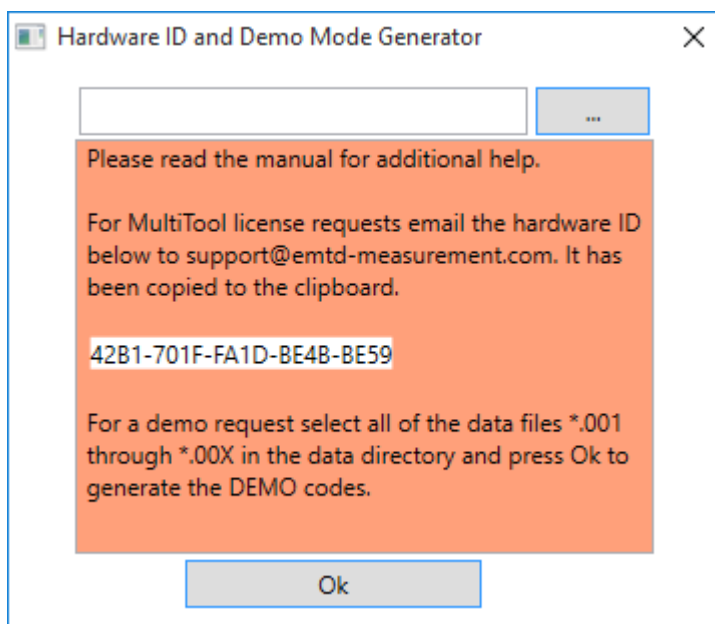 Hardware ID and Demo Mode Generator
...
Please read the manual for additional help.
For MultiTool license requests email the hardware ID
below to support@emtd-measurement.com. It has
been copied to the clipboard.
42B1-701F-FA1D-BE4B-BE59
For a demo request select all of the data files *.001
through *.00X in the data directory and press Ok to
generate the DEMO codes.
Ok